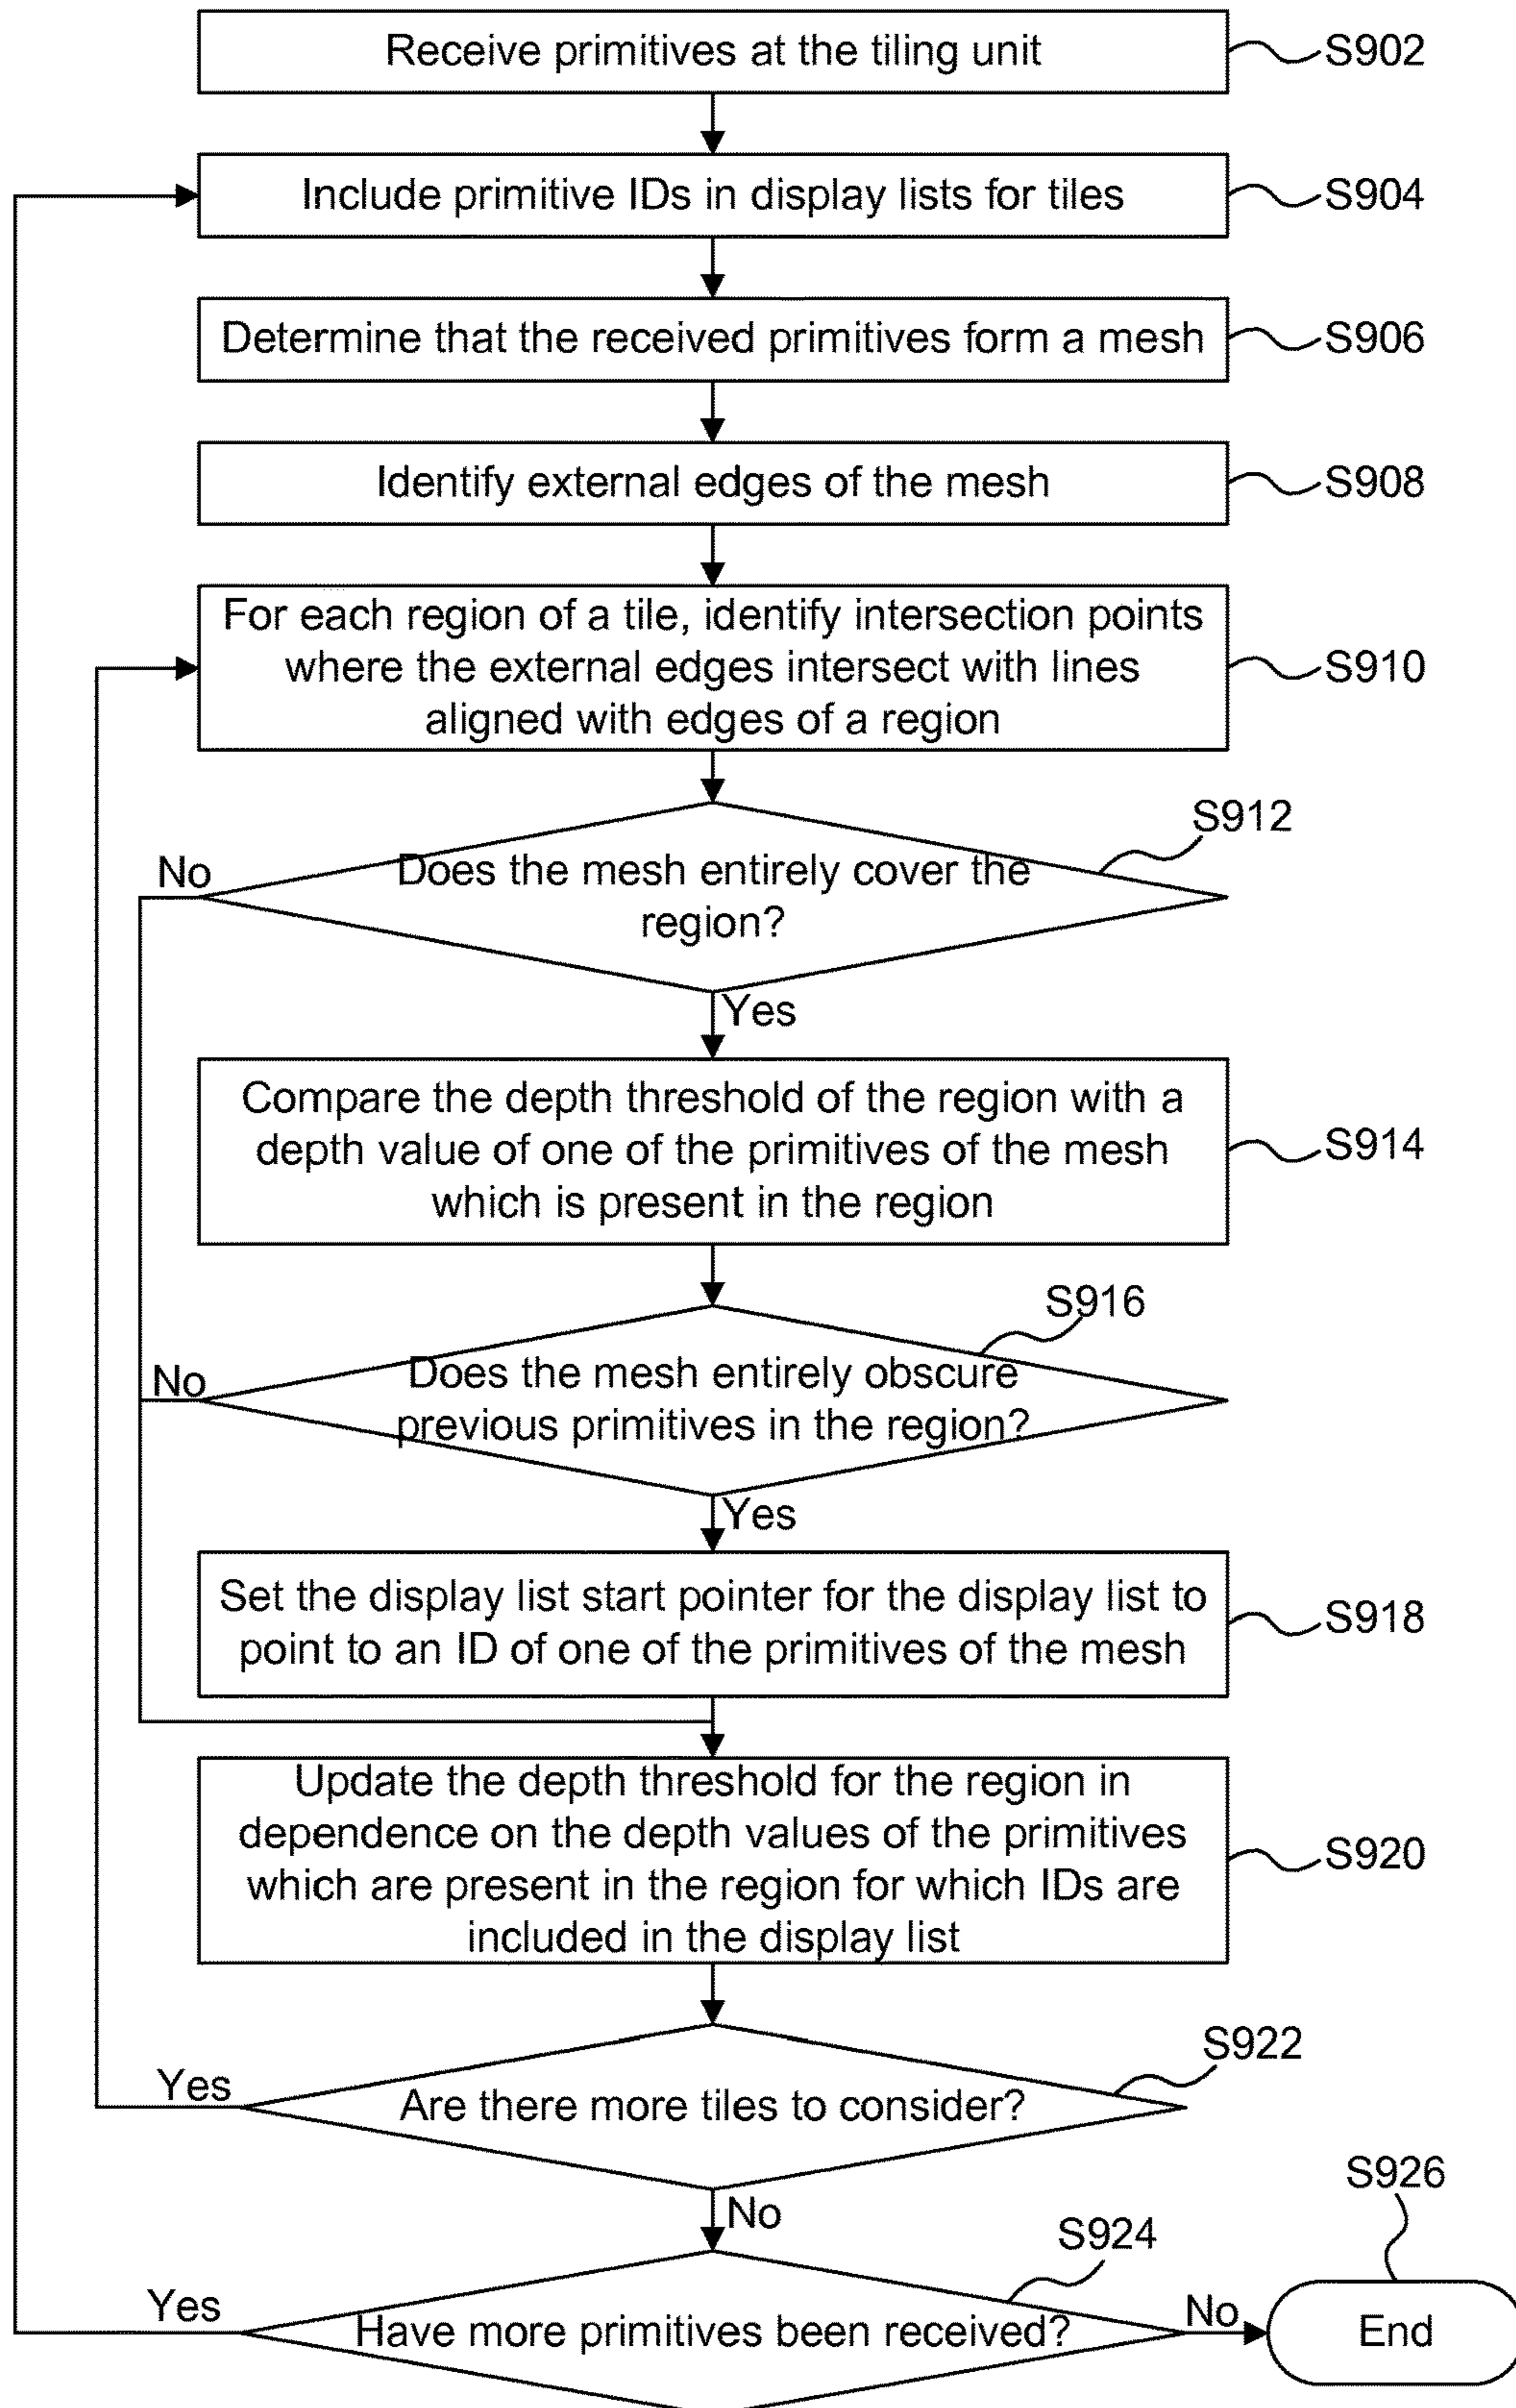 Receive primitives at the tiling unit
S902
Include primitive IDs in display lists for tiles
S904
Determine that the received primitives form a mesh
S906
Identify external edges of the mesh
S908
For each region of a tile, identify intersection points
where the external edges intersect with lines
aligned with edges of a region
S910
S912
No
Does the mesh entirely cover the
region?
Yes
Compare the depth threshold of the region with a
depth value of one of the primitives of the mesh
which is present in the region
S914
S916
No
Does the mesh entirely obscure
previous primitives in the region?
Yes
Set the display list start pointer for the display list to
point to an ID of one of the primitives of the mesh
S918
Update the depth threshold for the region in
dependence on the depth values of the primitives
which are present in the region for which IDs are
included in the display list
S920
S922
Yes
Are there more tiles to consider?
No
S924
S926
Yes
Have more primitives been received?
No
End